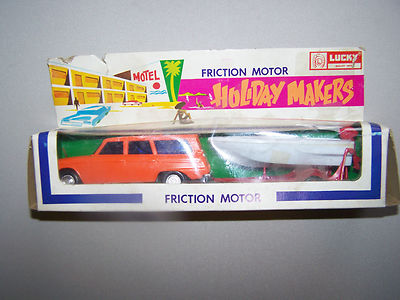 MOTEL
FRICTION MOTOR
LUCKY
HOLIDAY MAKERS
FRICTION MOTOR